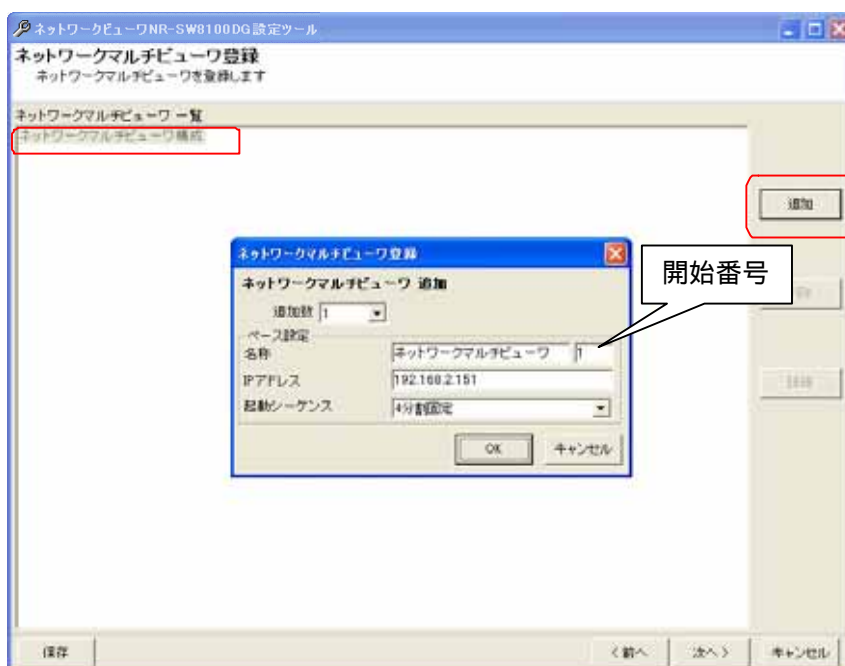 ネットワークビューワNR-SW8100DG設定ツール
ネットワークマルチビューワ登録
ネットワークマルチビューワを登録します
ネットワークマルチビューワ 一覧
ネットワークマルチビューワ構成
追加
ネットワークマルチビューワ登録
ネットワークマルチビューワ 追加
開始番号
追加数 1
ベース設定
名称 ネットワークマルチビューワ 1
IPアドレス 192.168.2.151
起動シーケンス 4分割固定
OK キャンセル
保存 <前へ 次へ> キャンセル